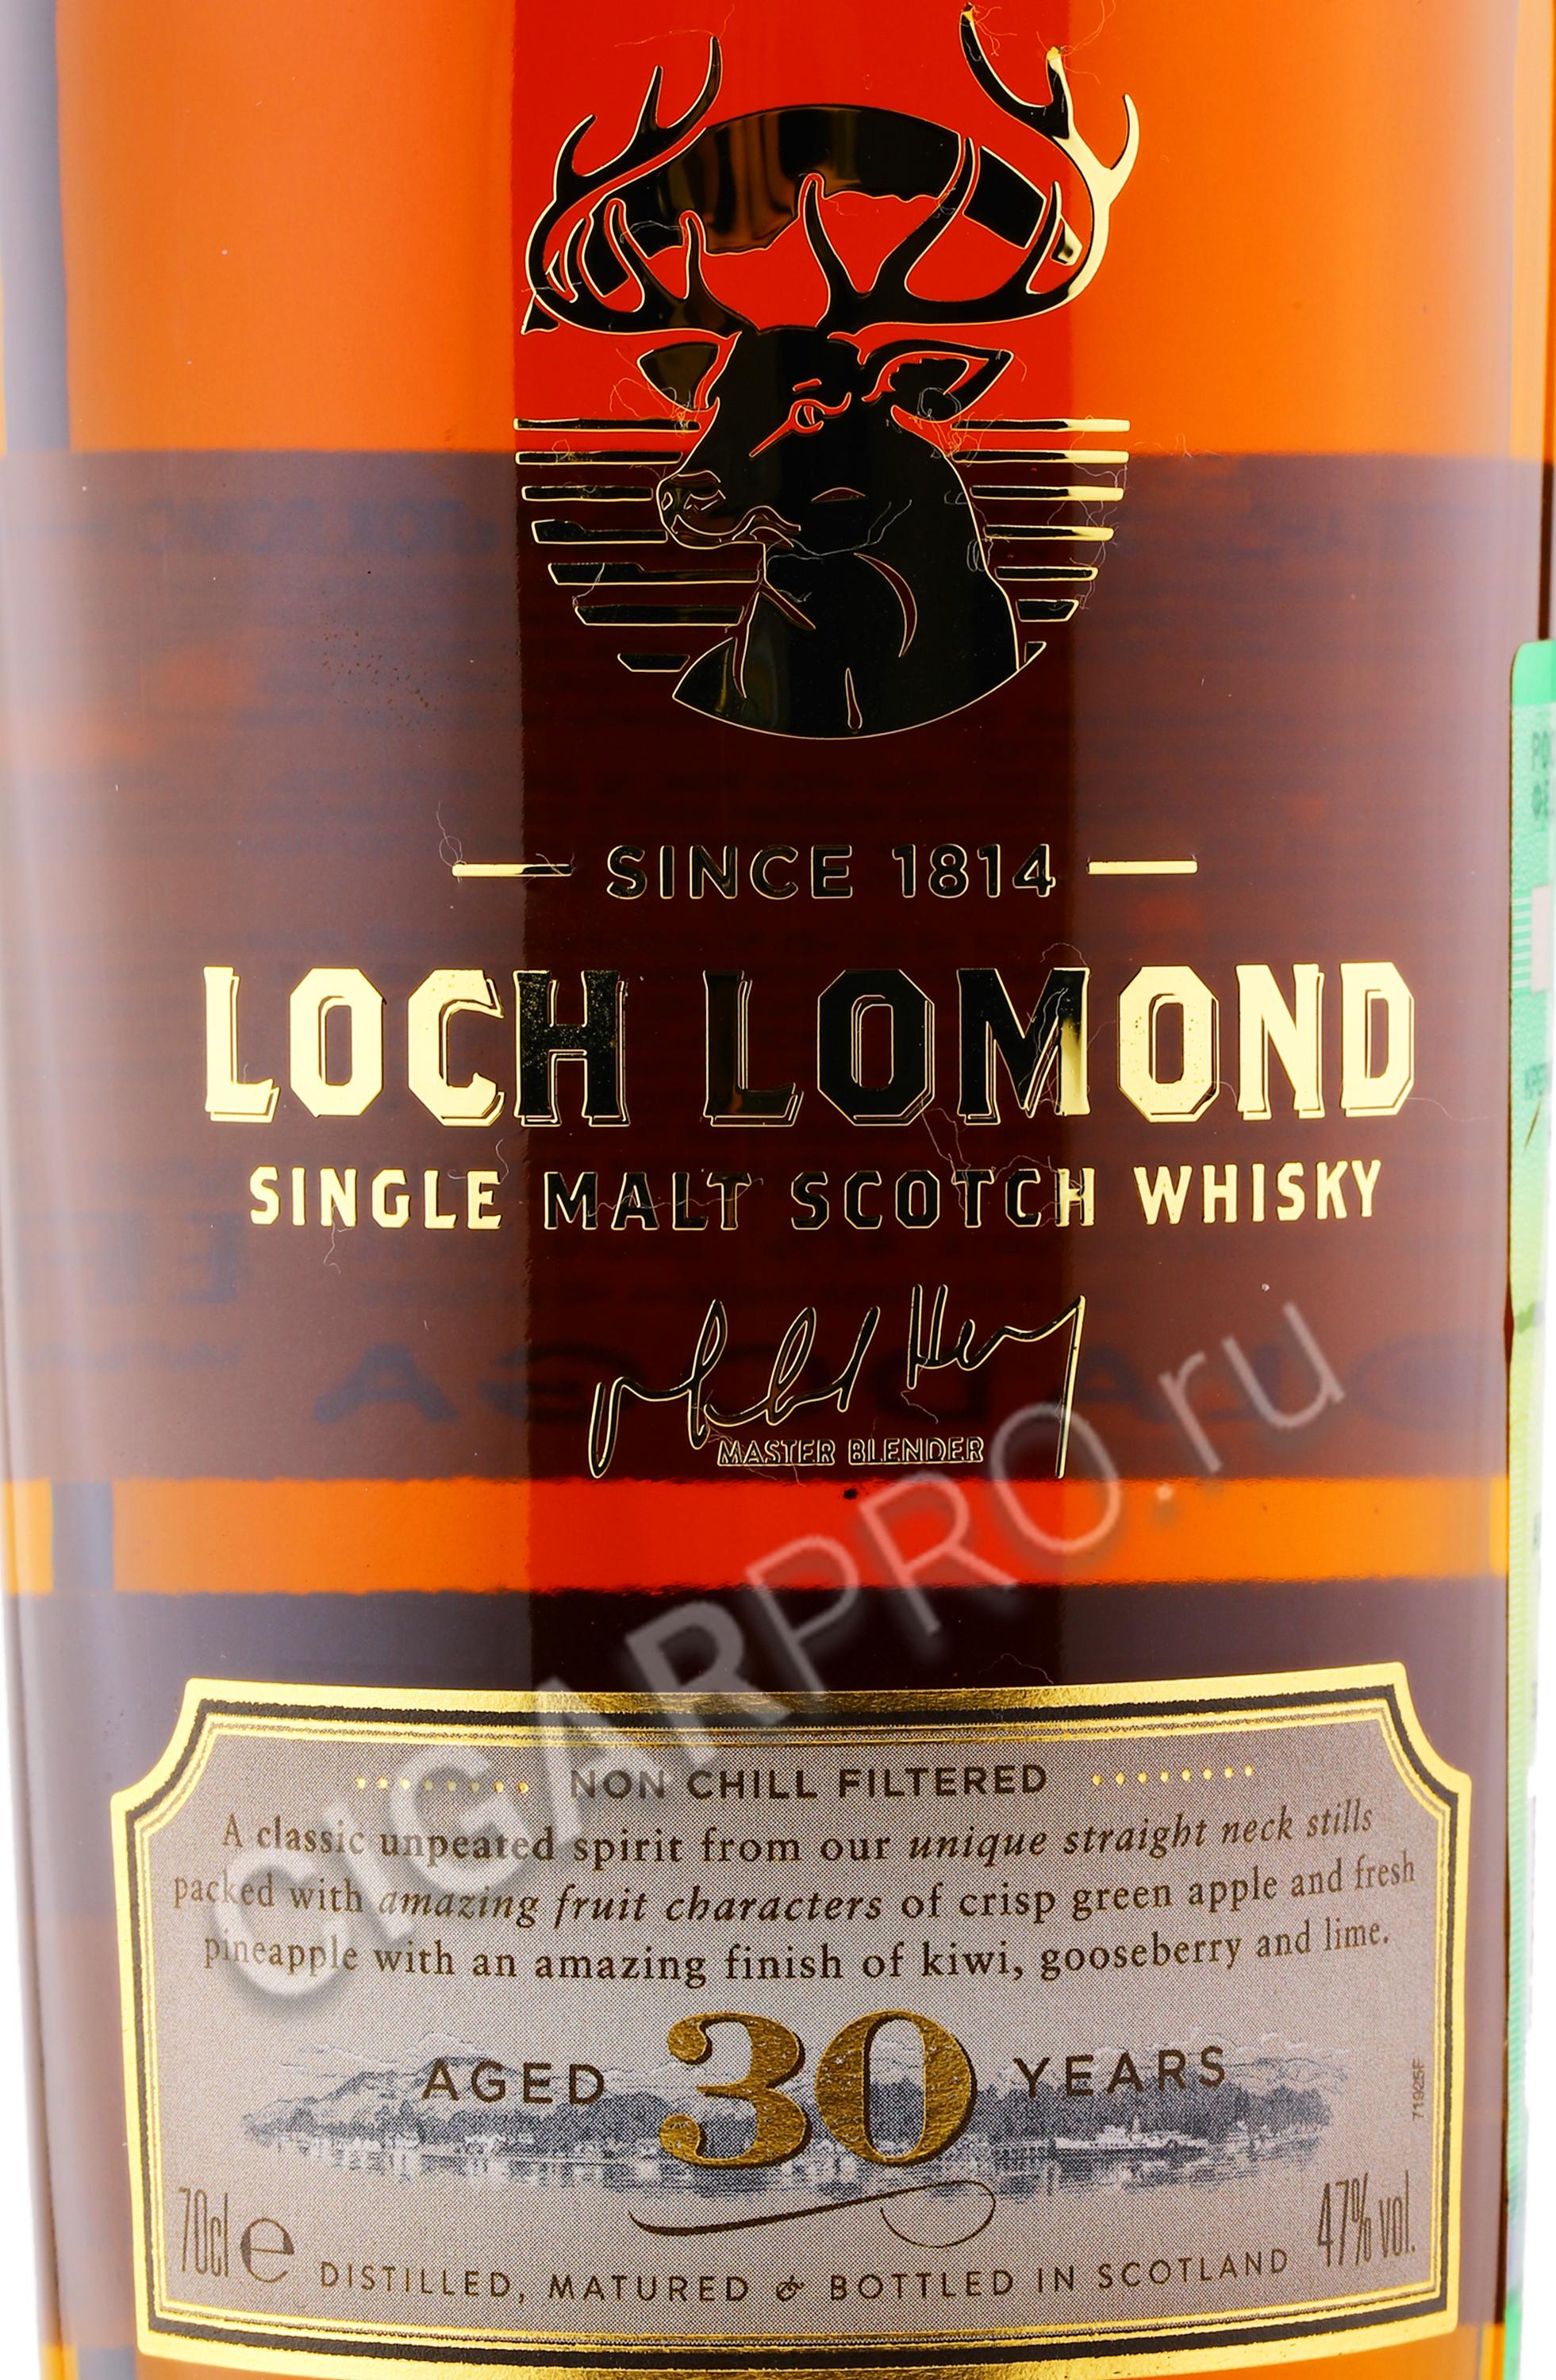 SINCE 1814
LOCH LOMOND
SINGLE MALT SCOTCH WHISKY
MASTER BLENDER
CIGARPRO.ru
NON CHILL FILTERED
A classic unpeated spirit from our unique straight neck stills
packed with amazing fruit characters of crisp green apple and fresh
pineapple with an amazing finish of kiwi, gooseberry and lime.
AGED 30 YEARS
71925F
70cl e
47% vol.
DISTILLED, MATURED & BOTTLED IN SCOTLAND